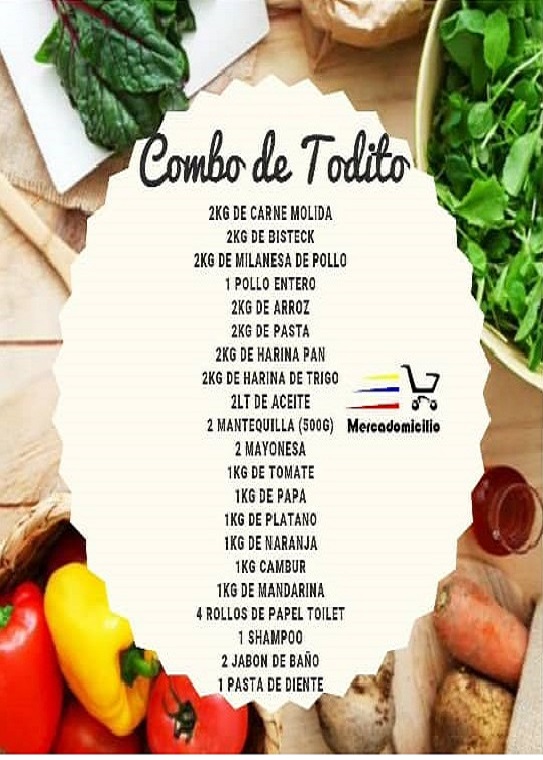 Combo de Todito
2KG DE CARNE MOLIDA
2KG DE BISTECK
2KG DE MILANESA DE POLLO
1 POLLO ENTERO
2KG DE ARROZ
2KG DE PASTA
2KG DE HARINA PAN
2KG DE HARINA DE TRIGO
2LT DE ACEITE
2 MANTEQUILLA (500G)
Mercadomicilio
2 MAYONESA
1KG DE TOMATE
1KG DE PAPA
1KG DE PLATANO
1KG DE NARANJA
1KG CAMBUR
1KG DE MANDARINA
4 ROLLOS DE PAPEL TOILET
1 SHAMPOO
2 JABON DE BAÑO
1 PASTA DE DIENTE